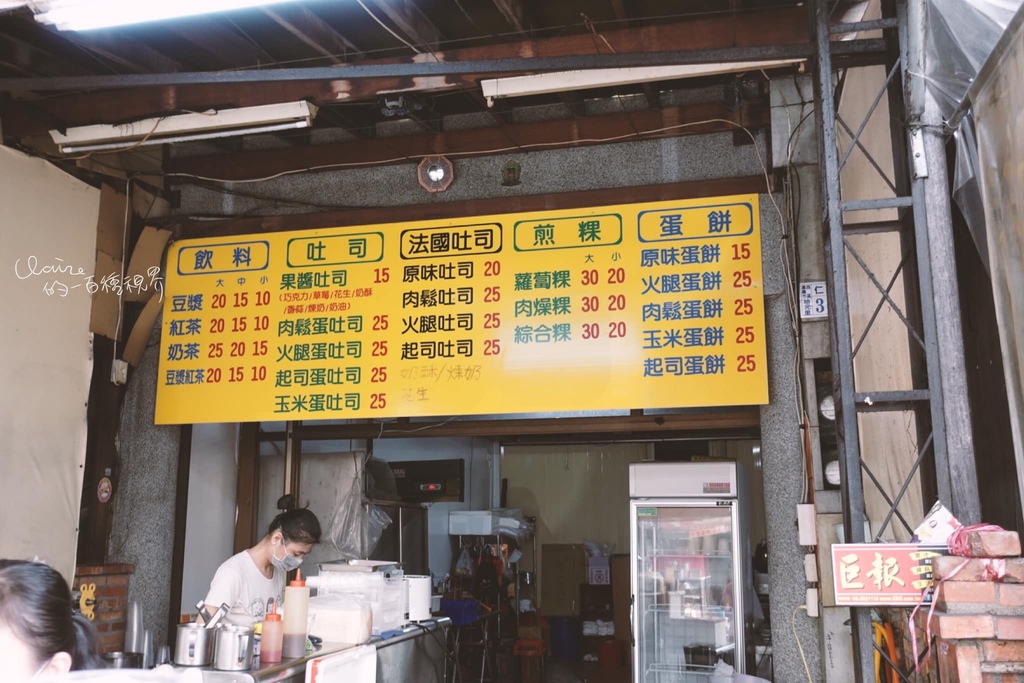 Claire
的一百種視界
飲料
大 中 小
豆漿 20 15 10
紅茶 20 15 10
奶茶 25 20 15
豆漿紅茶 20 15 10
吐司
果醬吐司 15
(巧克力/草莓/花生/奶酥
/香蒜/煉奶/奶油)
肉鬆蛋吐司 25
火腿蛋吐司 25
起司蛋吐司 25
玉米蛋吐司 25
法國吐司
原味吐司 20
肉鬆吐司 25
火腿吐司 25
起司吐司 25
奶酥/煉奶
花生
煎粿
大 小
蘿蔔粿 30 20
肉燥粿 30 20
綜合粿 30 20
蛋餅
原味蛋餅 15
火腿蛋餅 25
肉鬆蛋餅 25
玉米蛋餅 25
起司蛋餅 25
仁
3
巨報